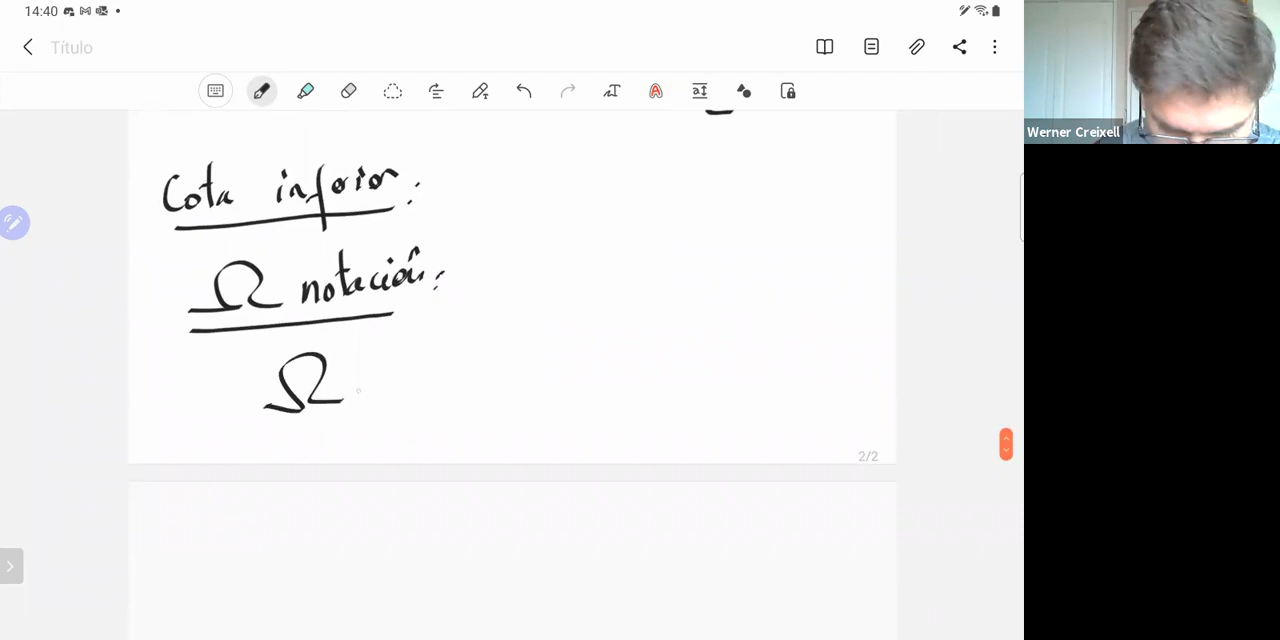 14:40
Título
Werner Creixell
Cota inferior:
Ω notación:
Ω
2/2